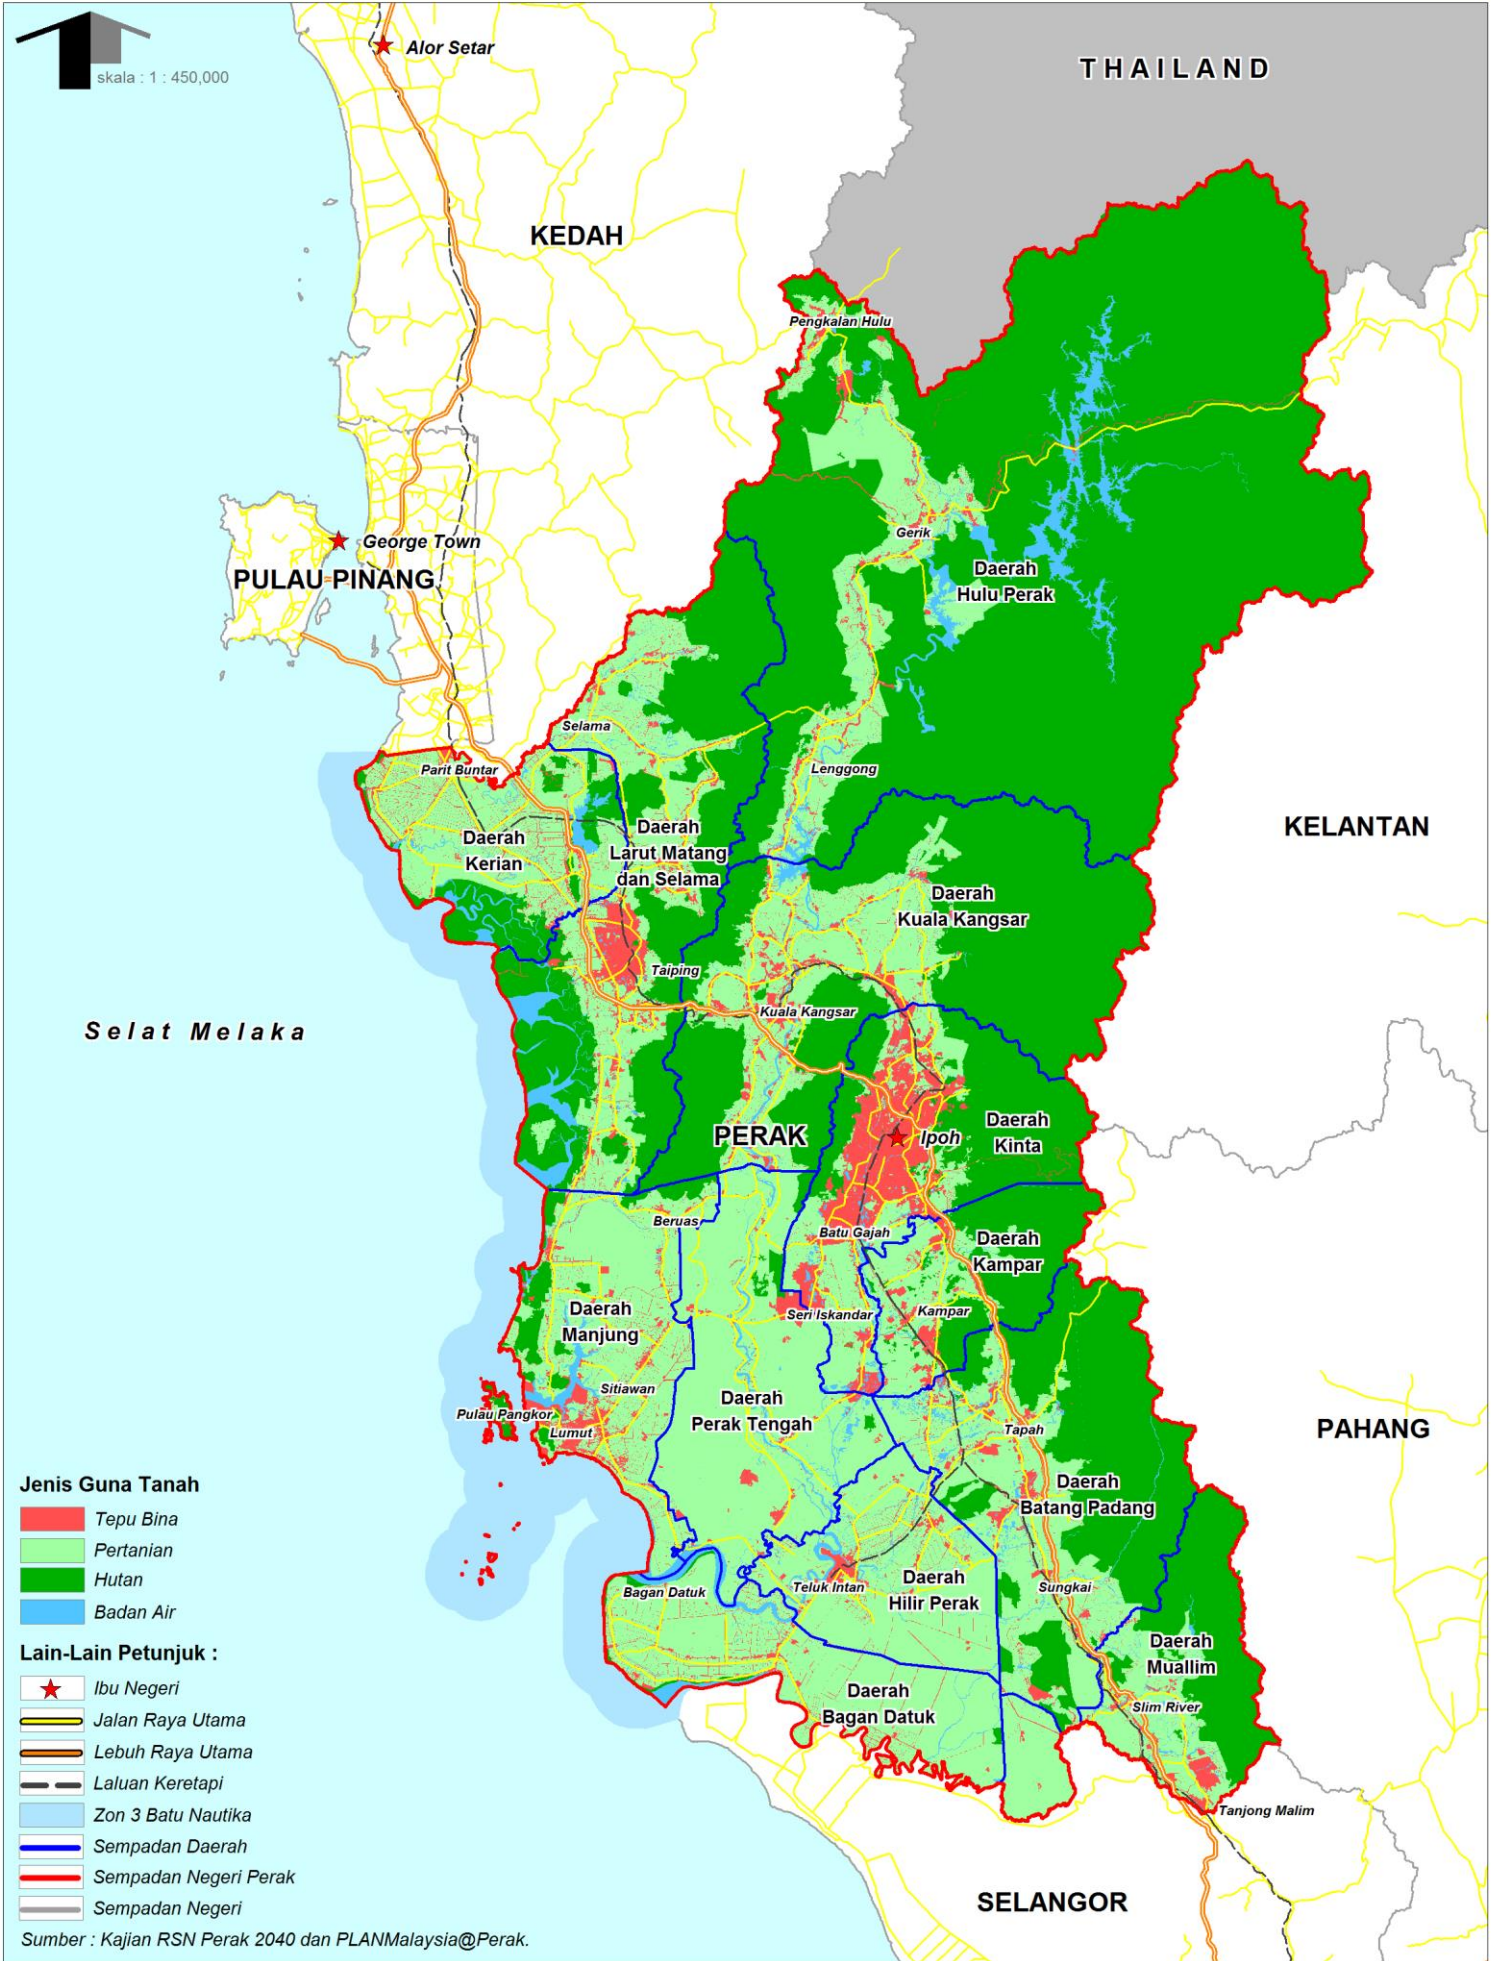 skala : 1 : 450,000
Alor Setar
THAILAND
KEDAH
Pengkalan Hulu
George Town
PULAU PINANG
Gerik
Daerah
Hulu Perak
Selama
Parit Buntar
Lenggong
Daerah
Kerian
Daerah
Larut Matang
dan Selama
KELANTAN
Daerah
Kuala Kangsar
Taiping
Kuala Kangsar
Selat Melaka
PERAK
Ipoh
Daerah
Kinta
Beruas
Batu Gajah
Daerah
Kampar
Daerah
Manjung
Seri Iskandar
Kampar
Sitiawan
Daerah
Perak Tengah
Pulau Pangkor
Lumut
Tapah
PAHANG
Daerah
Batang Padang
Bagan Datuk
Teluk Intan
Daerah
Hilir Perak
Sungkai
Daerah
Muallim
Daerah
Bagan Datuk
Slim River
Tanjong Malim
SELANGOR
Jenis Guna Tanah
Tepu Bina
Pertanian
Hutan
Badan Air
Lain-Lain Petunjuk :
Ibu Negeri
Jalan Raya Utama
Lebuh Raya Utama
Laluan Keretapi
Zon 3 Batu Nautika
Sempadan Daerah
Sempadan Negeri Perak
Sempadan Negeri
Sumber : Kajian RSN Perak 2040 dan PLANMalaysia@Perak.